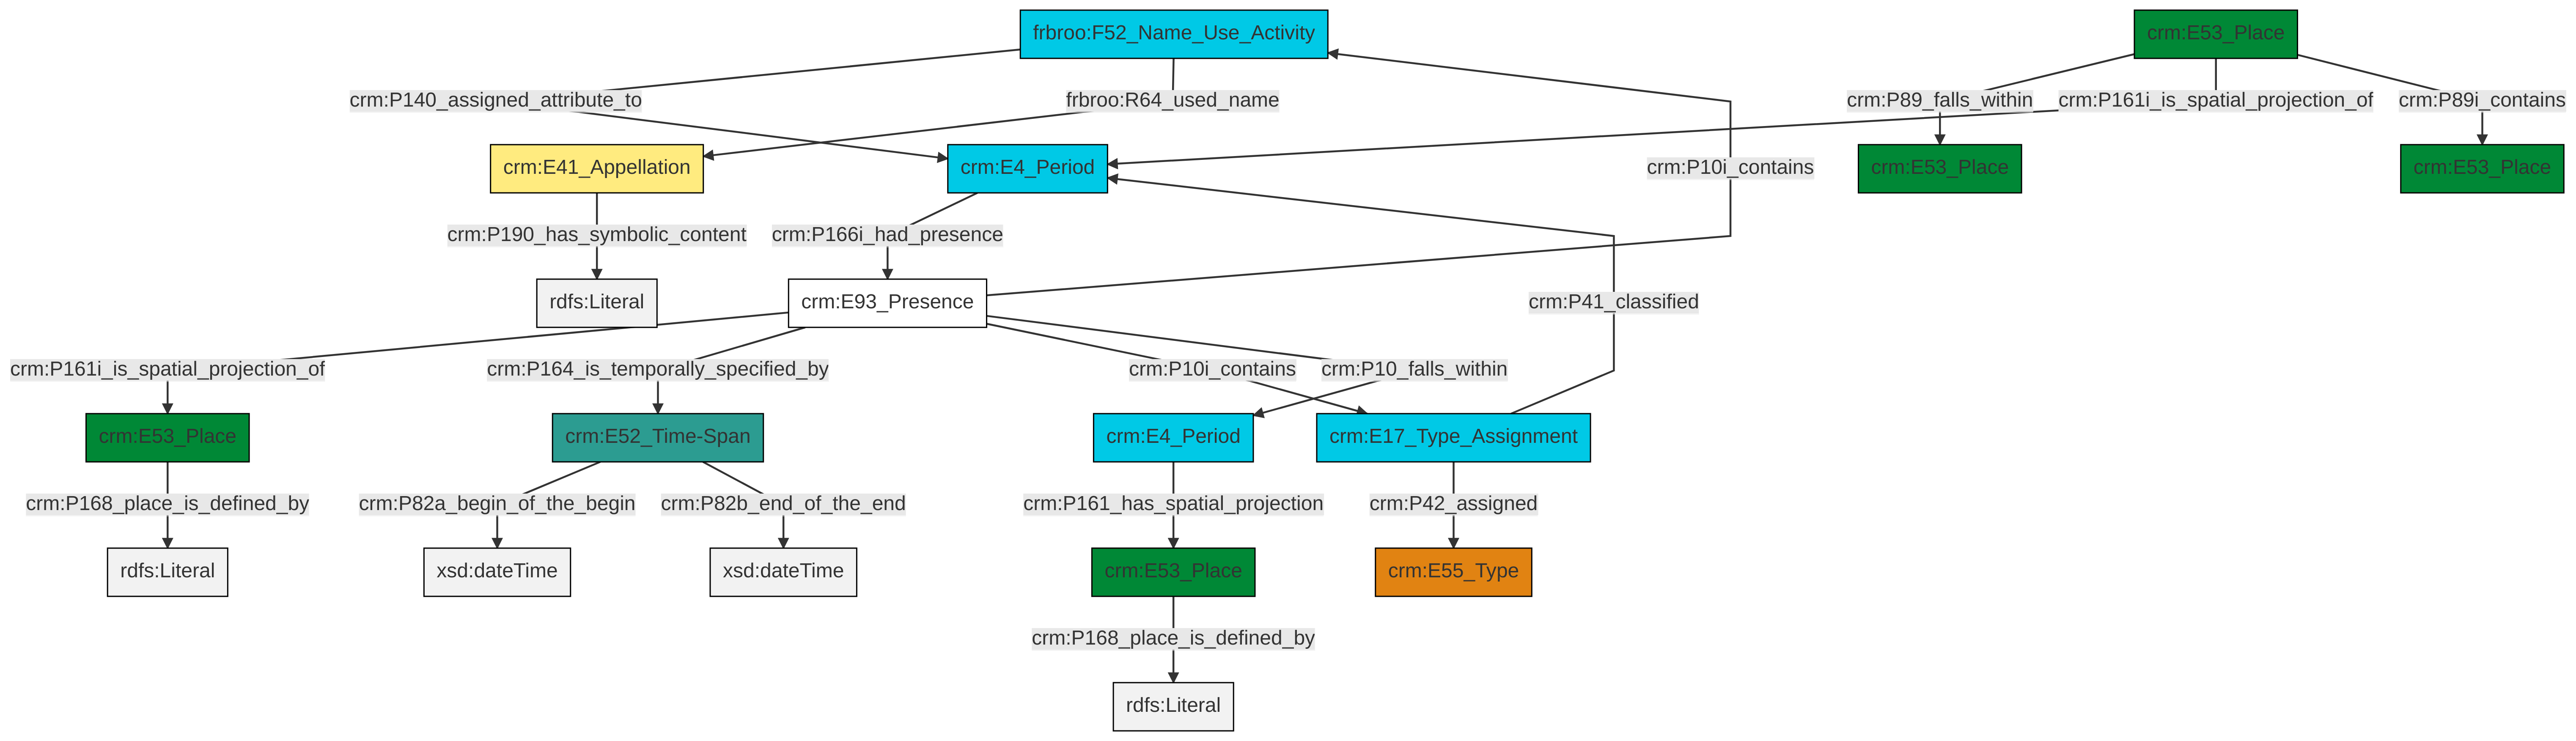 frbroo:F52_Name_Use_Activity
crm:E53_Place
crm:P140_assigned_attribute_to
frbroo:R64_used_name
crm:P89_falls_within
crm:P161i_is_spatial_projection_of
crm:P89i_contains
crm:E41_Appellation
crm:E4_Period
crm:P10i_contains
crm:E53_Place
crm:E53_Place
crm:P190_has_symbolic_content
crm:P166i_had_presence
rdfs:Literal
crm:E93_Presence
crm:P41_classified
crm:P161i_is_spatial_projection_of
crm:P164_is_temporally_specified_by
crm:P10i_contains
crm:P10_falls_within
crm:E53_Place
crm:E52_Time-Span
crm:E4_Period
crm:E17_Type_Assignment
crm:P168_place_is_defined_by
crm:P82a_begin_of_the_begin
crm:P82b_end_of_the_end
crm:P161_has_spatial_projection
crm:P42_assigned
rdfs:Literal
xsd:dateTime
xsd:dateTime
crm:E53_Place
crm:E55_Type
crm:P168_place_is_defined_by
rdfs:Literal